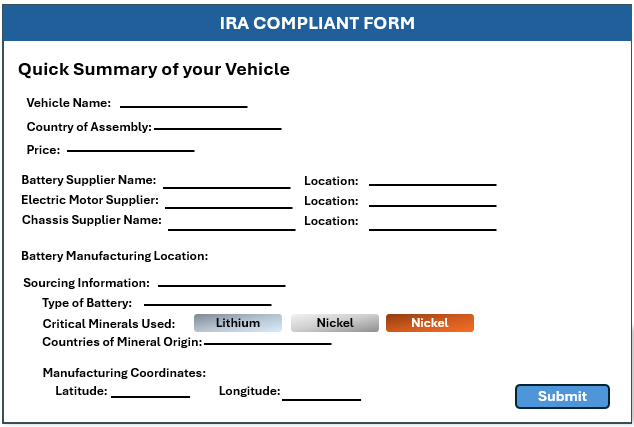 IRA COMPLIANT FORM
Quick Summary of your Vehicle
Vehicle Name:
Country of Assembly:
Price:
Battery Supplier Name: Location:
Electric Motor Supplier: Location:
Chassis Supplier Name: Location:
Battery Manufacturing Location:
Sourcing Information:
Type of Battery:
Critical Minerals Used: Lithium Nickel Nickel
Countries of Mineral Origin:
Manufacturing Coordinates:
Latitude: Longitude:
Submit